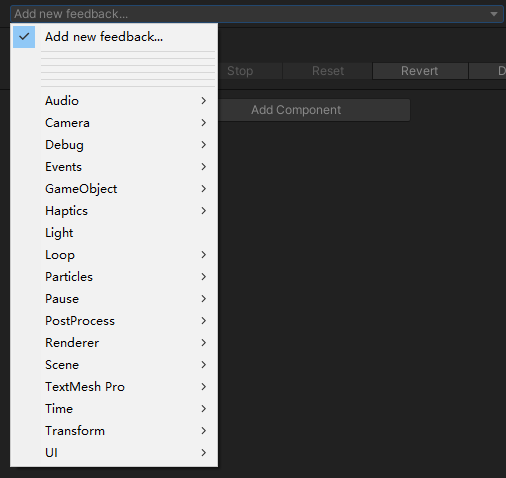 Add new feedback...
Add new feedback...
Stop Reset Revert D
Add Component
Audio
Camera
Debug
Events
GameObject
Haptics
Light
Loop
Particles
Pause
PostProcess
Renderer
Scene
TextMesh Pro
Time
Transform
UI